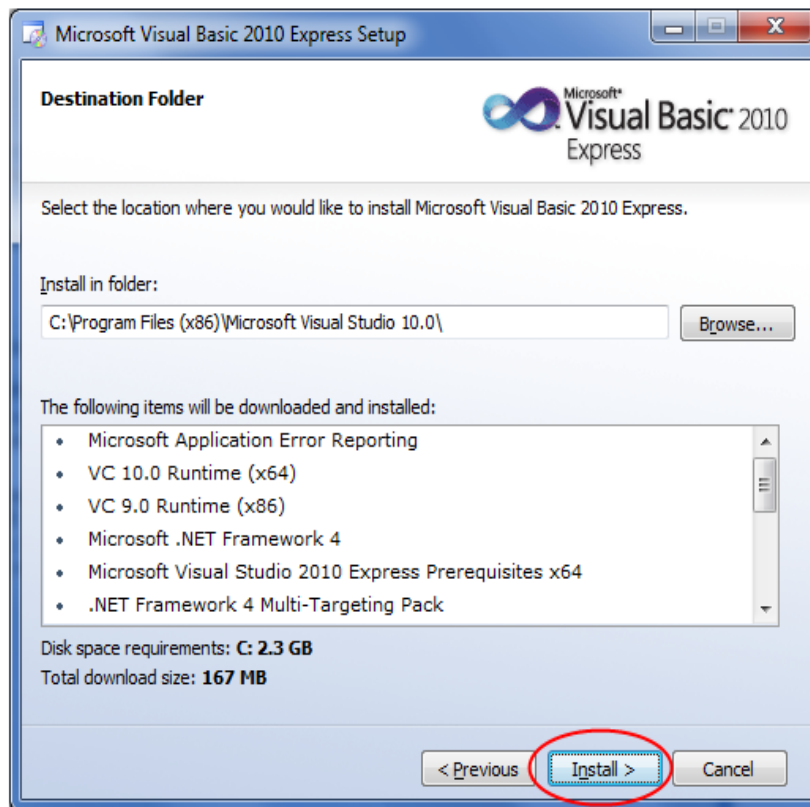 Microsoft Visual Basic 2010 Express Setup
Destination Folder
Microsoft®
Visual Basic® 2010
Express
Select the location where you would like to install Microsoft Visual Basic 2010 Express.
Install in folder:
C:\Program Files (x86)\Microsoft Visual Studio 10.0\
Browse...
The following items will be downloaded and installed:
• Microsoft Application Error Reporting
• VC 10.0 Runtime (x64)
• VC 9.0 Runtime (x86)
• Microsoft .NET Framework 4
• Microsoft Visual Studio 2010 Express Prerequisites x64
• .NET Framework 4 Multi-Targeting Pack
Disk space requirements: C: 2.3 GB
Total download size: 167 MB
< Previous Install > Cancel